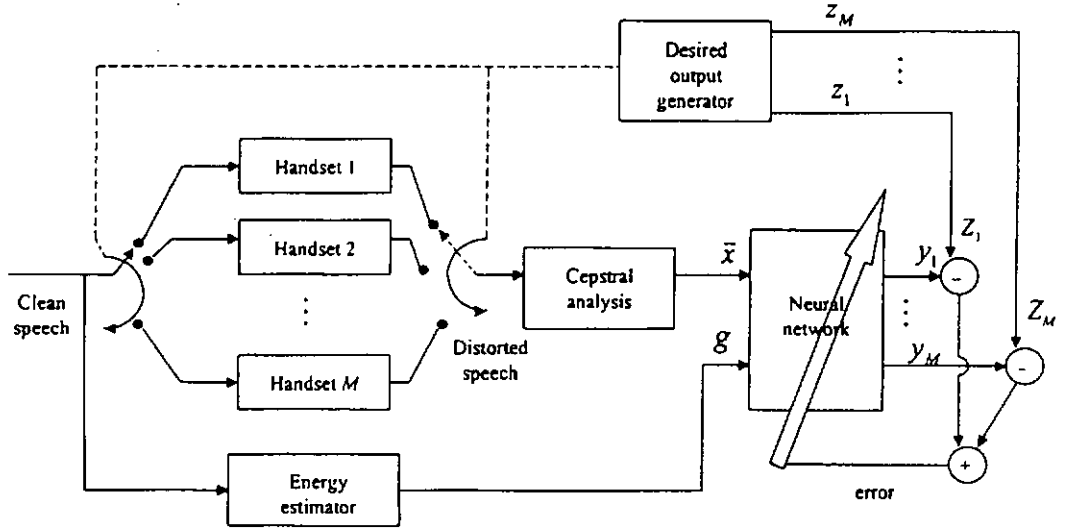 z_M
Desired
output
generator
⋮
z_1
Handset 1
Handset 2
⋮
Handset M
Clean
speech
Distorted
speech
Cepstral
analysis
x̄
g
Neural
network
y_1
⋮
y_M
Z_1
Z_M
-
-
+
error
Energy
estimator